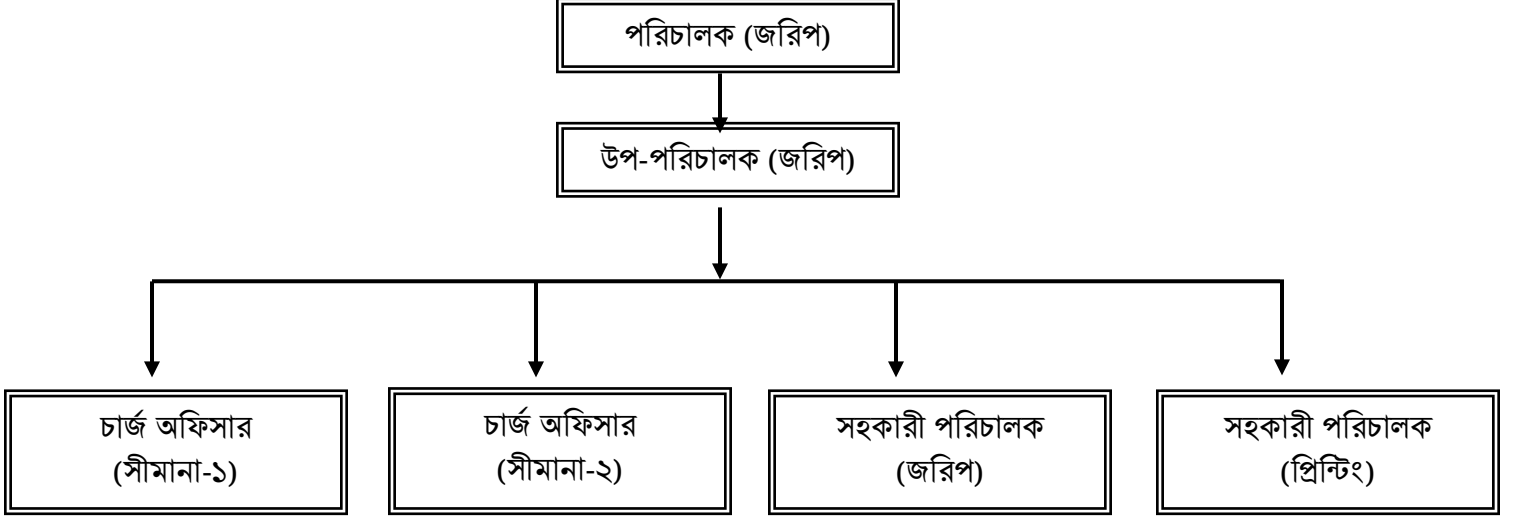 পরিচালক (জরিপ)
উপ-পরিচালক (জরিপ)
চার্জ অফিসার
(সীমানা-১)
চার্জ অফিসার
(সীমানা-২)
সহকারী পরিচালক
(জরিপ)
সহকারী পরিচালক
(প্রিন্টিং)